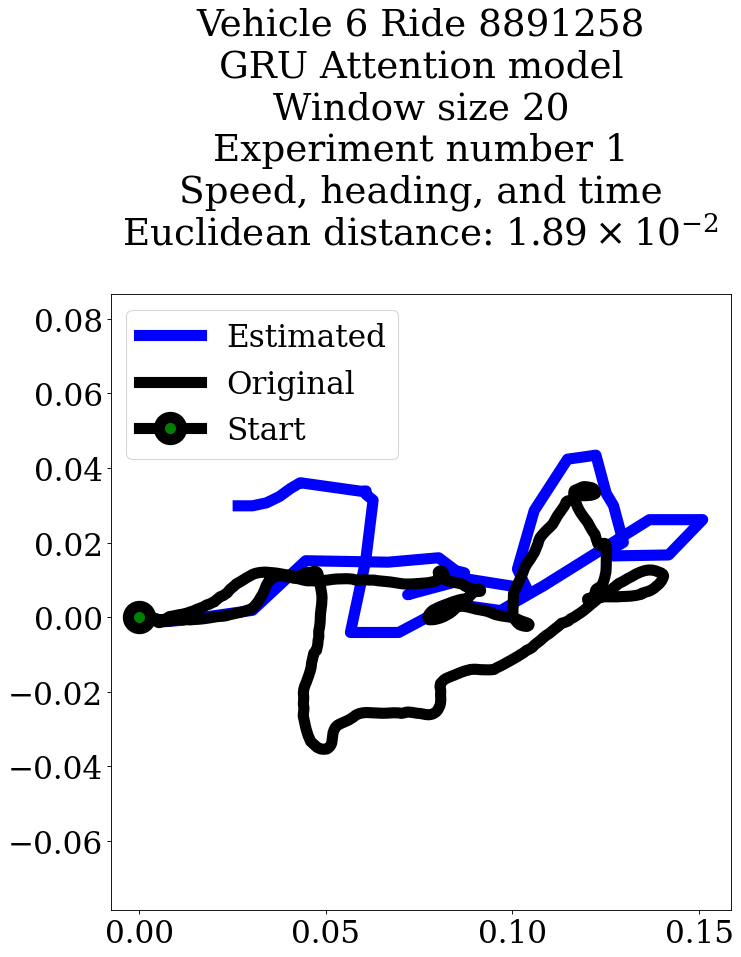 Vehicle 6 Ride 8891258
GRU Attention model
Window size 20
Experiment number 1
Speed, heading, and time
Euclidean distance: 1.89 × 10⁻²
Estimated
Original
Start
0.08
0.06
0.04
0.02
0.00
−0.02
−0.04
−0.06
0.00 0.05 0.10 0.15